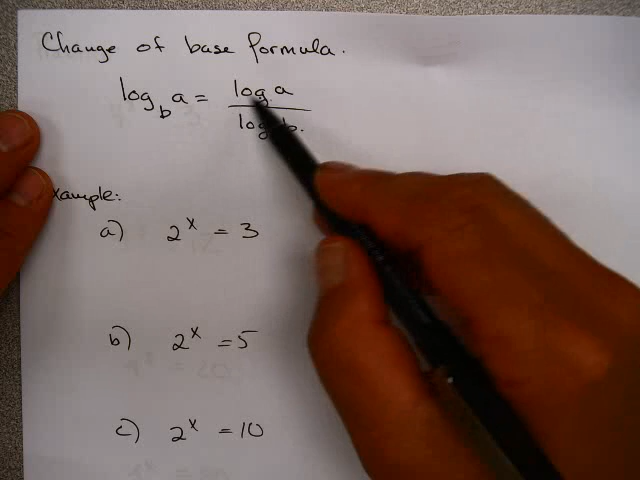 Change of base formula.
log_b a = log a / log b.
xample:
a) 2^x = 3
b) 2^x = 5
c) 2^x = 10